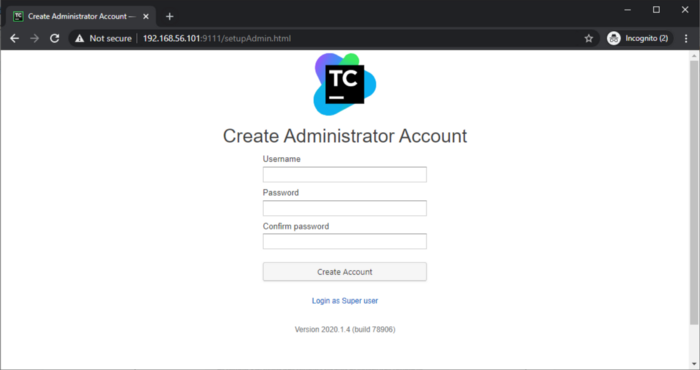 Create Administrator Account —
Not secure
192.168.56.101:9111/setupAdmin.html
Incognito (2)
TC
Create Administrator Account
Username
Password
Confirm password
Create Account
Login as Super user
Version 2020.1.4 (build 78906)